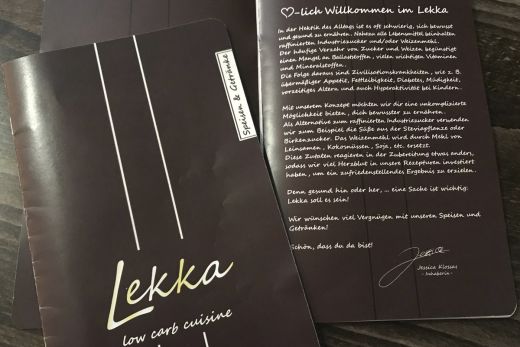 Speisen & Getränke
Lekka
low carb cuisine
♡-lich Willkommen im Lekka
In der Hektik des Alltags ist es oft schwierig, sich bewusst
und gesund zu ernähren. Nahezu alle Lebensmittel beinhalten
raffinierten Industriezucker und/oder Weizenmehl.
Der häufige Verzehr von Zucker und Weizen begünstigt
einen Mangel an Ballaststoffen, vielen wichtigen Vitaminen
und Mineralstoffen.
Die Folge daraus sind Zivilisationskrankheiten, wie z. B.
übermäßiger Appetit, Fettleibigkeit, Diabetes, Müdigkeit,
vorzeitiges Altern und auch Hyperaktivität bei Kindern.
Mit unserem Konzept möchten wir dir eine unkomplizierte
Möglichkeit bieten, dich bewusster zu ernähren.
Als Alternative zum raffinierten Industriezucker verwenden
wir zum Beispiel die Süße aus der Steviapflanze oder
Birkenzucker. Das Weizenmehl wird durch Mehl von
Leinsamen, Kokosnüssen, Soja, etc. ersetzt.
Diese Zutaten reagieren in der Zubereitung etwas anders,
sodass wir viel Herzblut in unsere Rezepturen investiert
haben, um ein zufriedenstellendes Ergebnis zu erzielen.
Denn gesund hin oder her, ... eine Sache ist wichtig:
Lekka soll es sein!
Wir wünschen viel Vergnügen mit unseren Speisen und
Getränken!
Schön, dass du da bist!
Jessica Klossas
- Inhaberin -